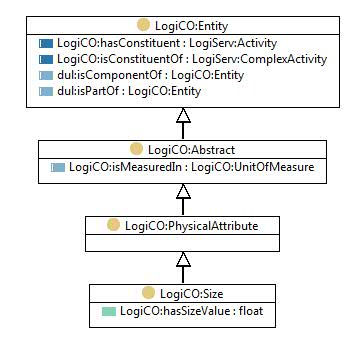 LogiCO:Entity
LogiCO:hasConstituent : LogiServ:Activity
LogiCO:isConstituentOf : LogiServ:ComplexActivity
dul:isComponentOf : LogiCO:Entity
dul:isPartOf : LogiCO:Entity
LogiCO:Abstract
LogiCO:isMeasuredIn : LogiCO:UnitOfMeasure
LogiCO:PhysicalAttribute
LogiCO:Size
LogiCO:hasSizeValue : float